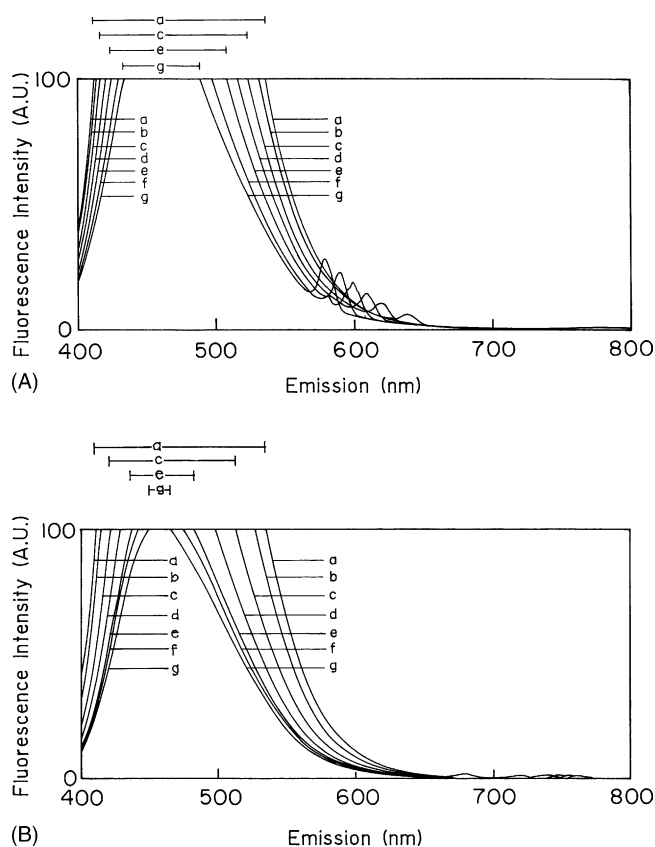 a
c
e
g
100
a
b
c
d
e
f
g
a
b
c
d
e
f
g
0
400 500 600 700 800
Fluorescence Intensity (A.U.)
Emission (nm)
(A)
a
c
e
g
100
a
b
c
d
e
f
g
a
b
c
d
e
f
g
0
400 500 600 700 800
Fluorescence Intensity (A.U.)
Emission (nm)
(B)